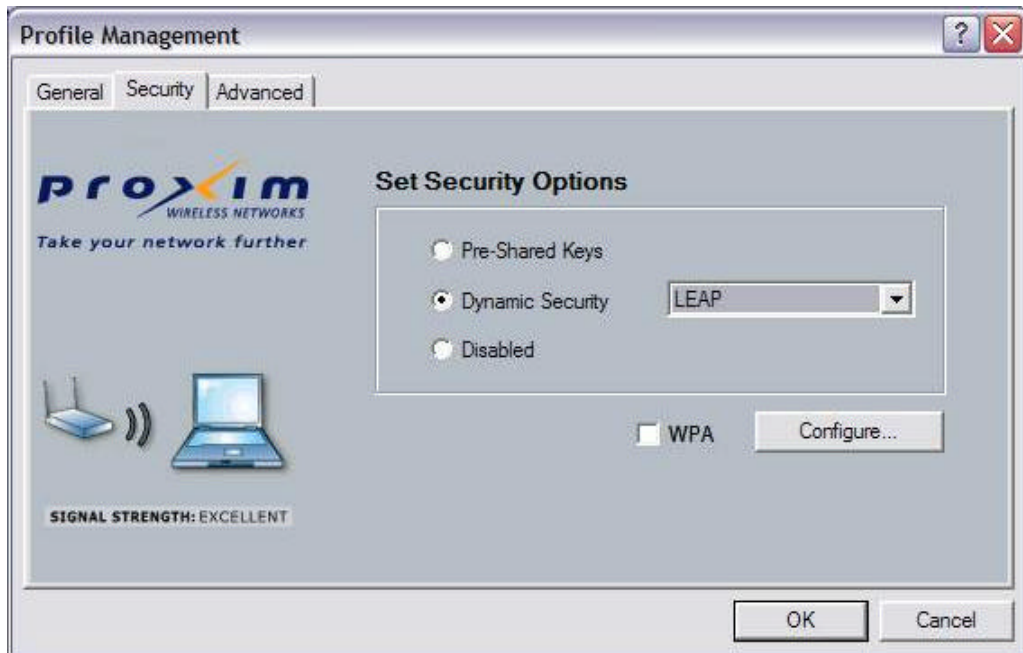 Profile Management
General Security Advanced
proxim
WIRELESS NETWORKS
Take your network further
Set Security Options
Pre-Shared Keys
Dynamic Security LEAP
Disabled
WPA Configure...
SIGNAL STRENGTH: EXCELLENT
OK Cancel